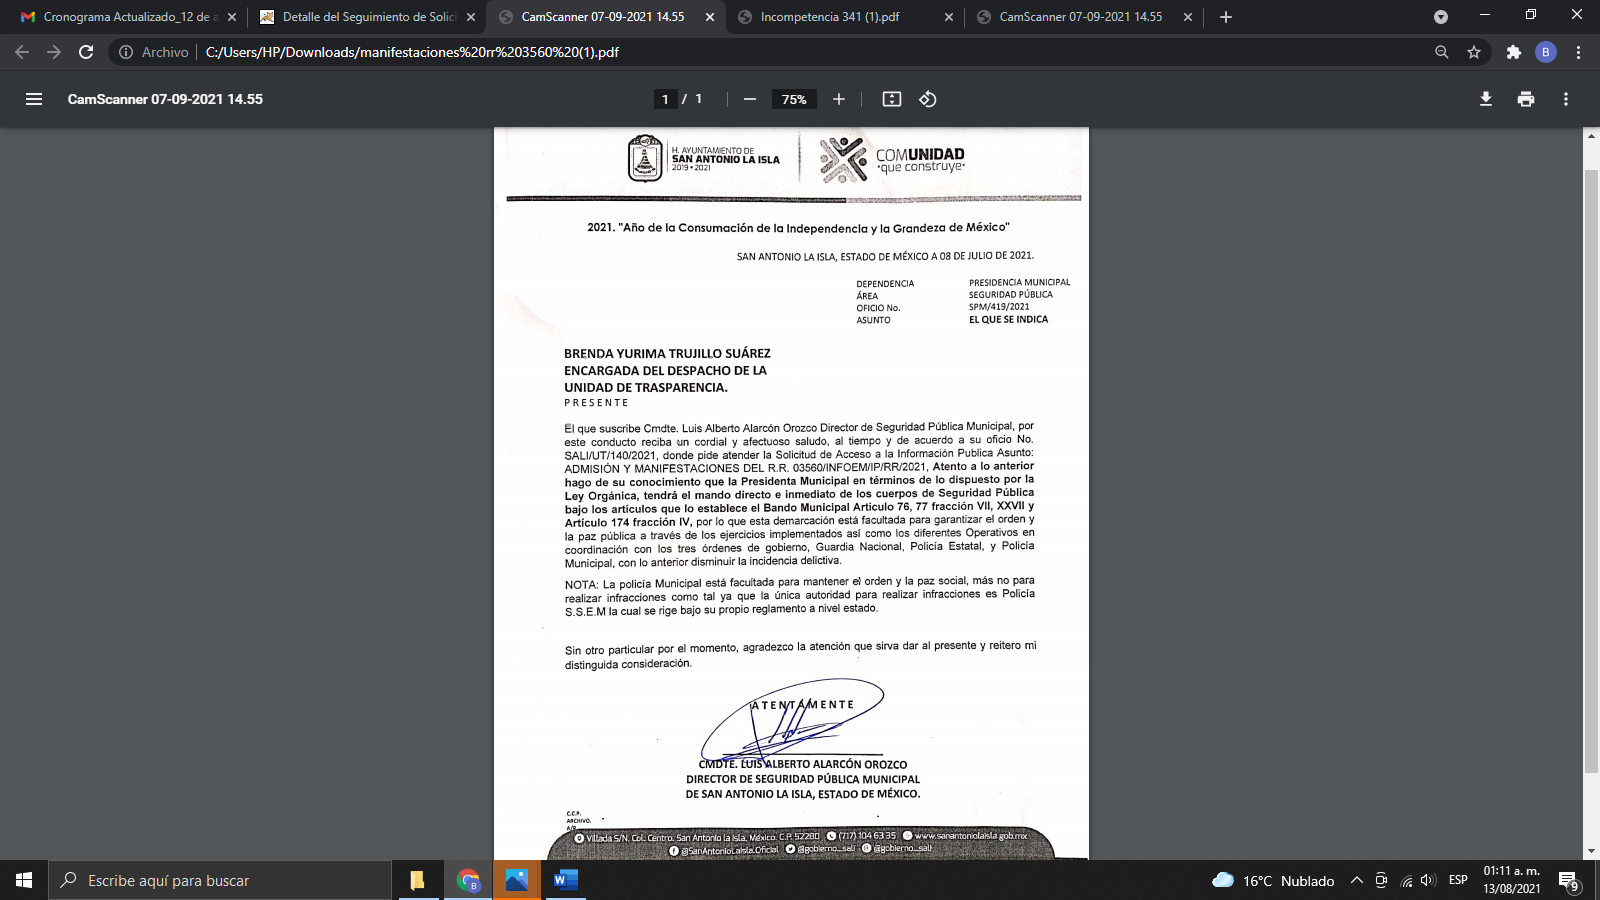 Cronograma Actualizado_12 de a
Detalle del Seguimiento de Solici
CamScanner 07-09-2021 14.55
Incompetencia 341 (1).pdf
CamScanner 07-09-2021 14.55
Archivo
C:/Users/HP/Downloads/manifestaciones%20rr%203560%20(1).pdf
B
CamScanner 07-09-2021 14.55
1 / 1
75%
H. AYUNTAMIENTO DE
SAN ANTONIO LA ISLA
2019 • 2021
COMUNIDAD
•que construye•
2021. "Año de la Consumación de la Independencia y la Grandeza de México"
SAN ANTONIO LA ISLA, ESTADO DE MÉXICO A 08 DE JULIO DE 2021.
DEPENDENCIA PRESIDENCIA MUNICIPAL
ÁREA SEGURIDAD PÚBLICA
OFICIO No. SPM/419/2021
ASUNTO EL QUE SE INDICA
BRENDA YURIMA TRUJILLO SUÁREZ
ENCARGADA DEL DESPACHO DE LA
UNIDAD DE TRASPARENCIA.
P R E S E N T E
El que suscribe Cmdte. Luis Alberto Alarcón Orozco Director de Seguridad Pública Municipal, por
este conducto reciba un cordial y afectuoso saludo, al tiempo y de acuerdo a su oficio No.
SALI/UT/140/2021, donde pide atender la Solicitud de Acceso a la Información Publica Asunto:
ADMISIÓN Y MANIFESTACIONES DEL R.R. 03560/INFOEM/IP/RR/2021, Atento a lo anterior
hago de su conocimiento que la Presidenta Municipal en términos de lo dispuesto por la
Ley Orgánica, tendrá el mando directo e inmediato de los cuerpos de Seguridad Pública
bajo los artículos que lo establece el Bando Municipal Articulo 76, 77 fracción VII, XXVII y
Artículo 174 fracción IV, por lo que esta demarcación está facultada para garantizar el orden y
la paz pública a través de los ejercicios implementados así como los diferentes Operativos en
coordinación con los tres órdenes de gobierno, Guardia Nacional, Policía Estatal, y Policía
Municipal, con lo anterior disminuir la incidencia delictiva.
NOTA: La policía Municipal está facultada para mantener el orden y la paz social, más no para
realizar infracciones como tal ya que la única autoridad para realizar infracciones es Policía
S.S.E.M la cual se rige bajo su propio reglamento a nivel estado.
Sin otro particular por el momento, agradezco la atención que sirva dar al presente y reitero mi
distinguida consideración.
A T E N T A M E N T E
CMDTE. LUIS ALBERTO ALARCÓN OROZCO
DIRECTOR DE SEGURIDAD PÚBLICA MUNICIPAL
DE SAN ANTONIO LA ISLA, ESTADO DE MÉXICO.
C.C.P.
ARCHIVO.
Villada S/N. Col. Centro. San Antonio la Isla, México. C.P. 52280 (717) 104 63 35 www.sanantoniolaisla.gob.mx
@SanAntonioLaIsla.Oficial @gobierno_sali @gobierno_sali
Escribe aquí para buscar
16°C Nublado
ESP
01:11 a. m.
13/08/2021
9